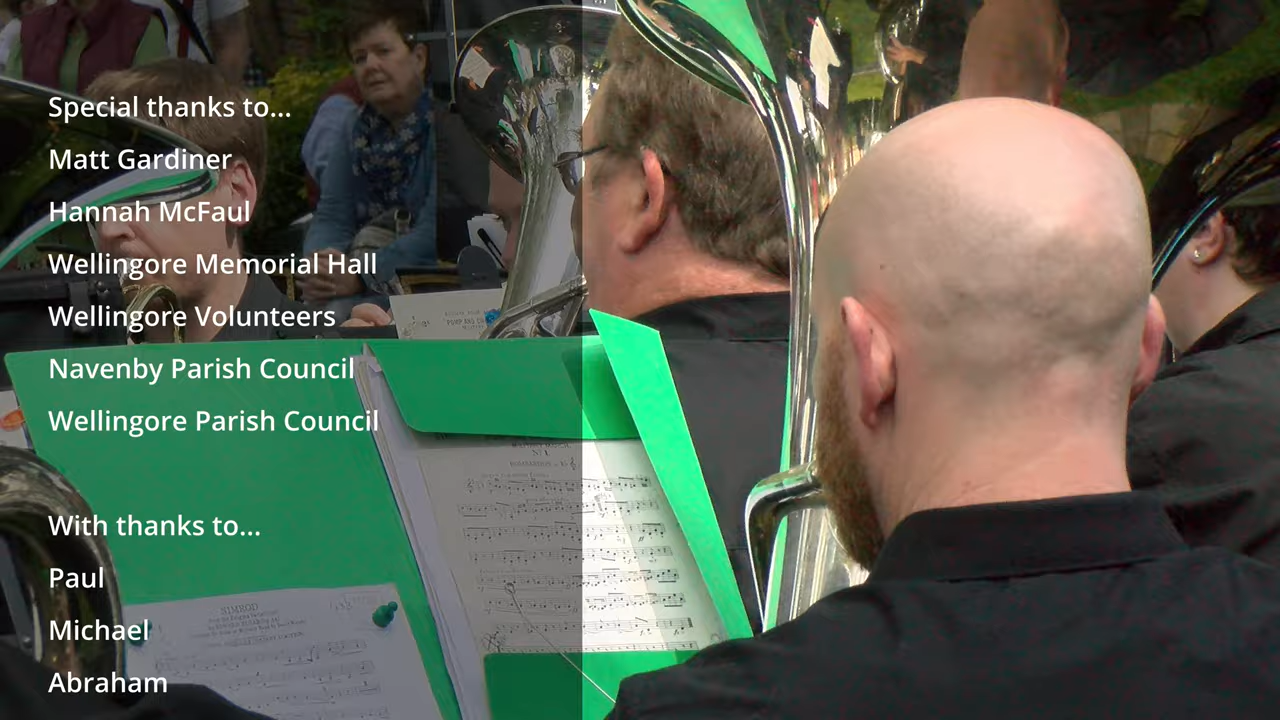 Special thanks to...
Matt Gardiner
Hannah McFaul
Wellingore Memorial Hall
Wellingore Volunteers
Navenby Parish Council
Wellingore Parish Council
With thanks to...
Paul
Michael
Abraham
SIMROD